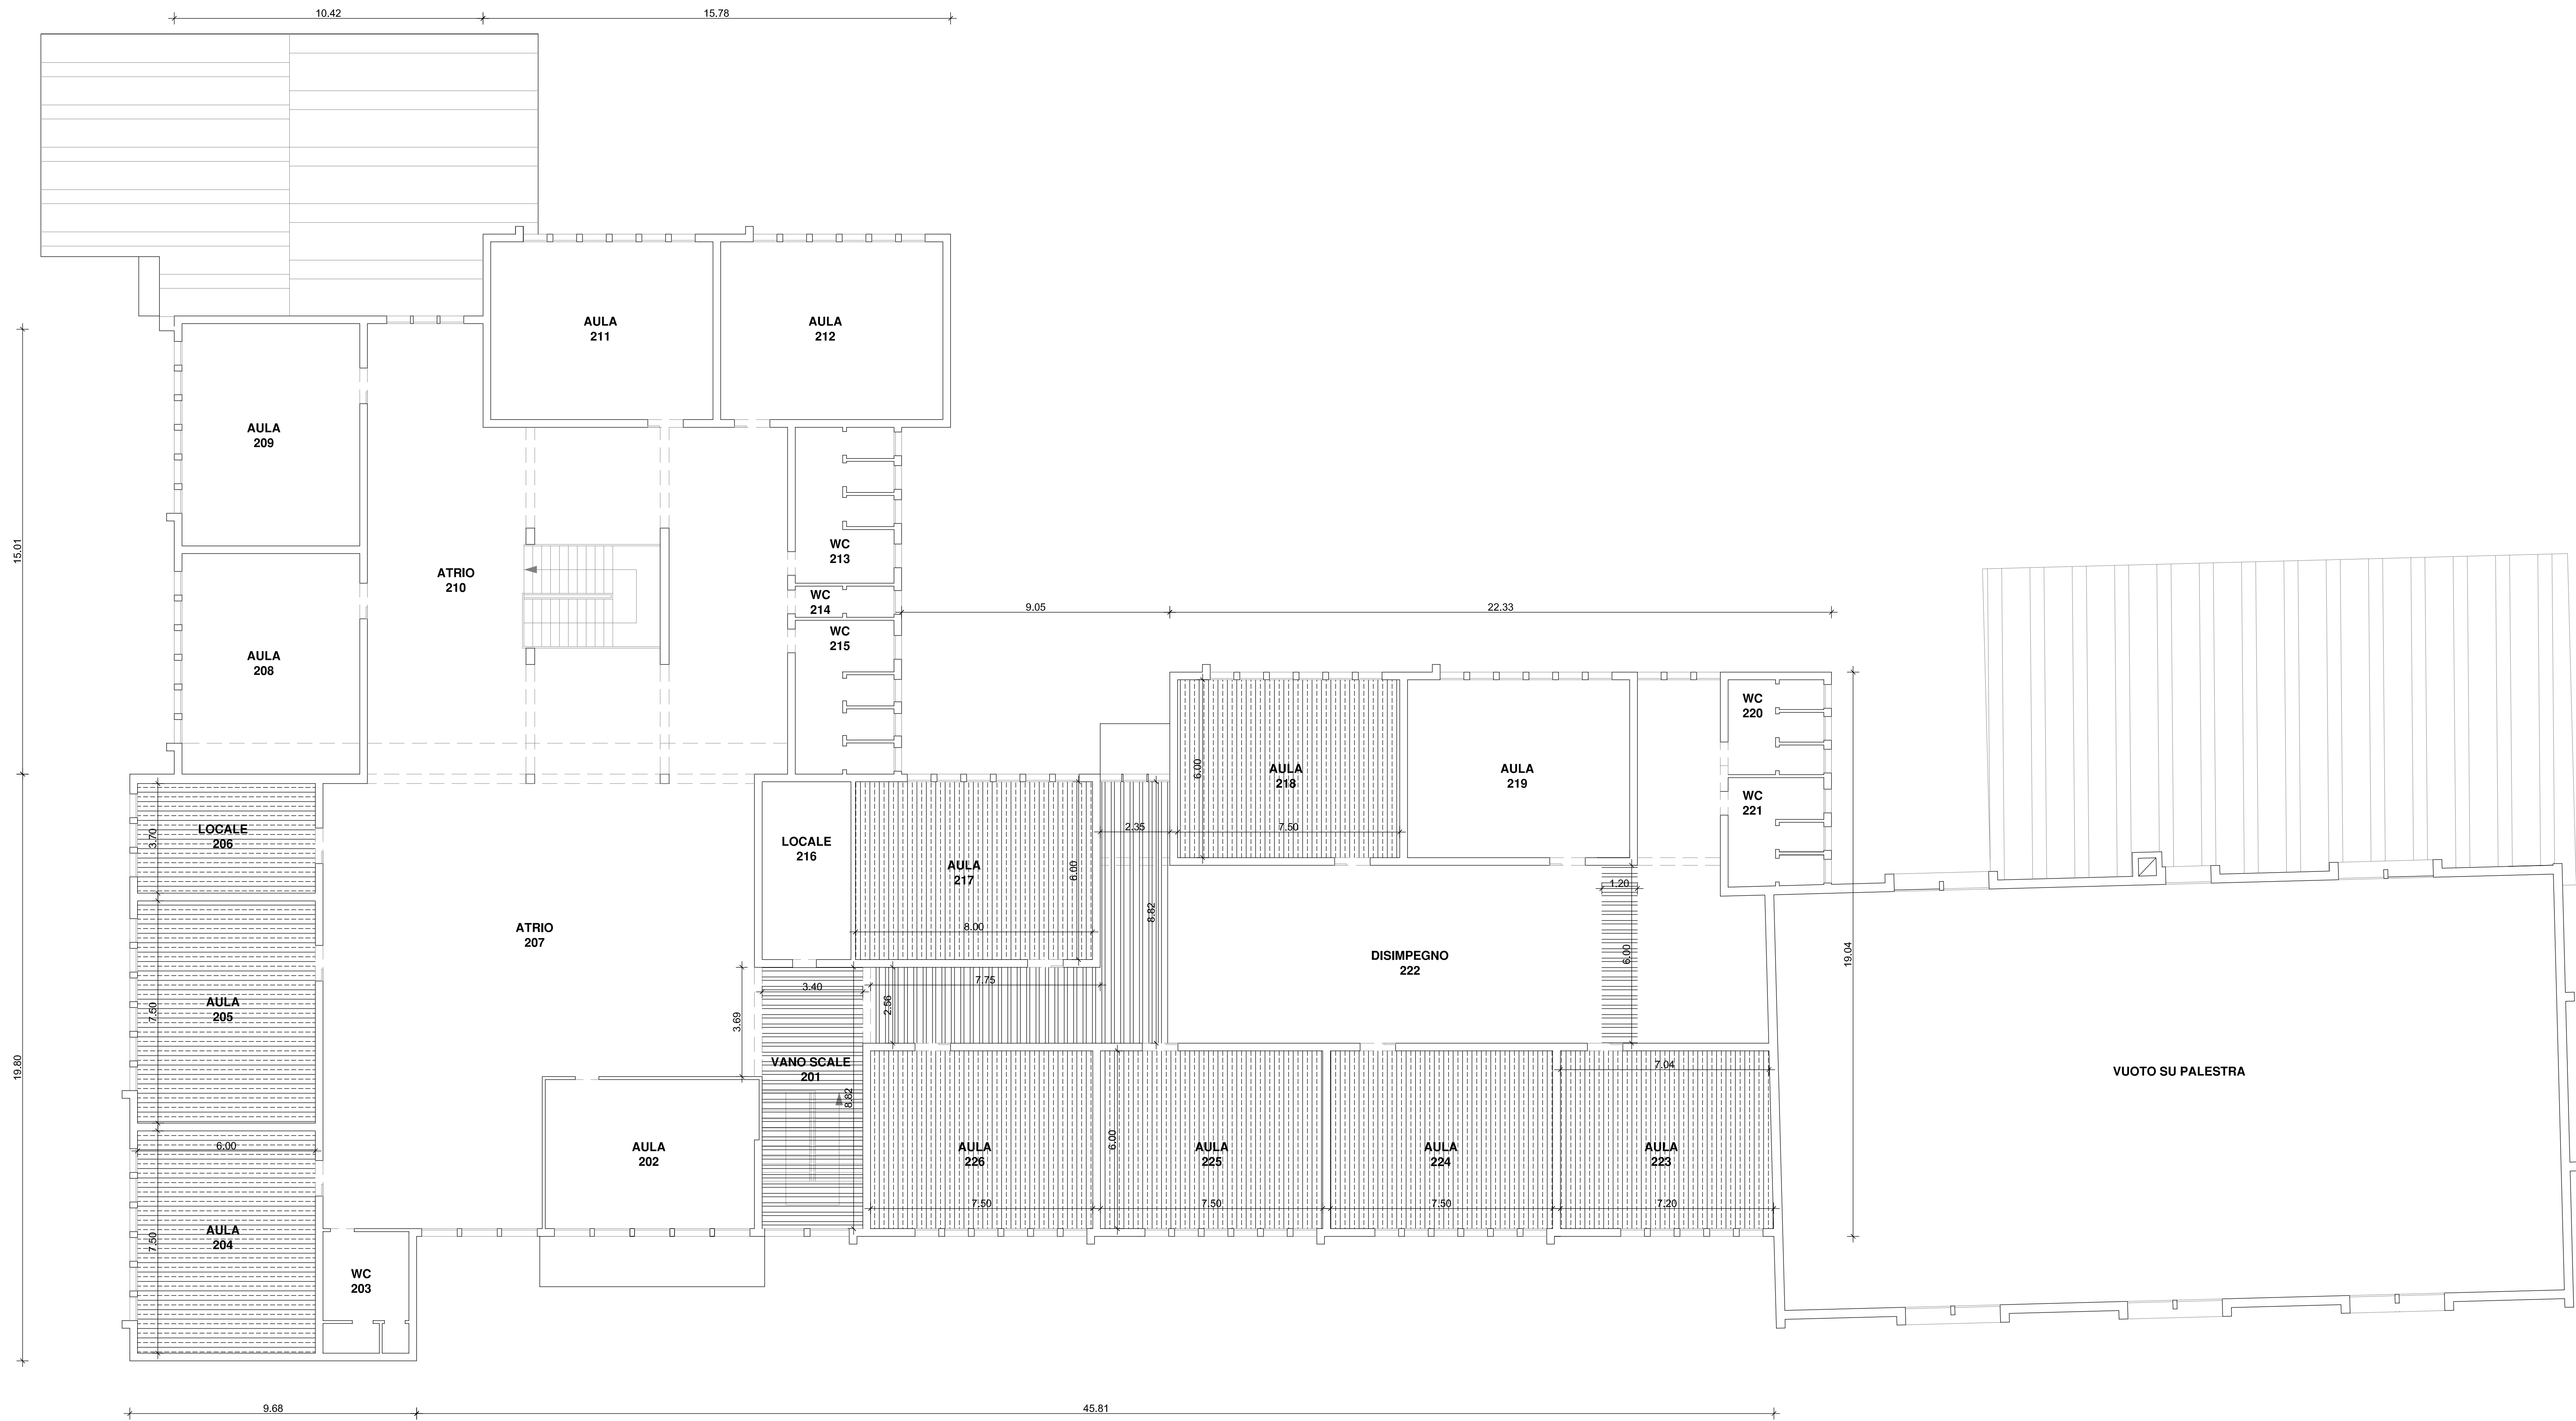 10.42
15.78
AULA
211
AULA
212
AULA
209
15.01
ATRIO
210
WC
213
WC
214
WC
215
AULA
208
9.05
22.33
WC
220
AULA
218
6.00
AULA
219
WC
221
LOCALE
206
3.70
LOCALE
216
AULA
217
6.00
2.35
7.50
8.82
8.00
1.20
6.00
19.04
ATRIO
207
DISIMPEGNO
222
7.75
3.40
2.56
3.69
AULA
205
7.50
19.80
VANO SCALE
201
8.82
7.04
VUOTO SU PALESTRA
6.00
AULA
202
AULA
226
6.00
AULA
225
AULA
224
AULA
223
7.50
7.50
7.50
7.20
AULA
204
7.50
WC
203
9.68
45.81